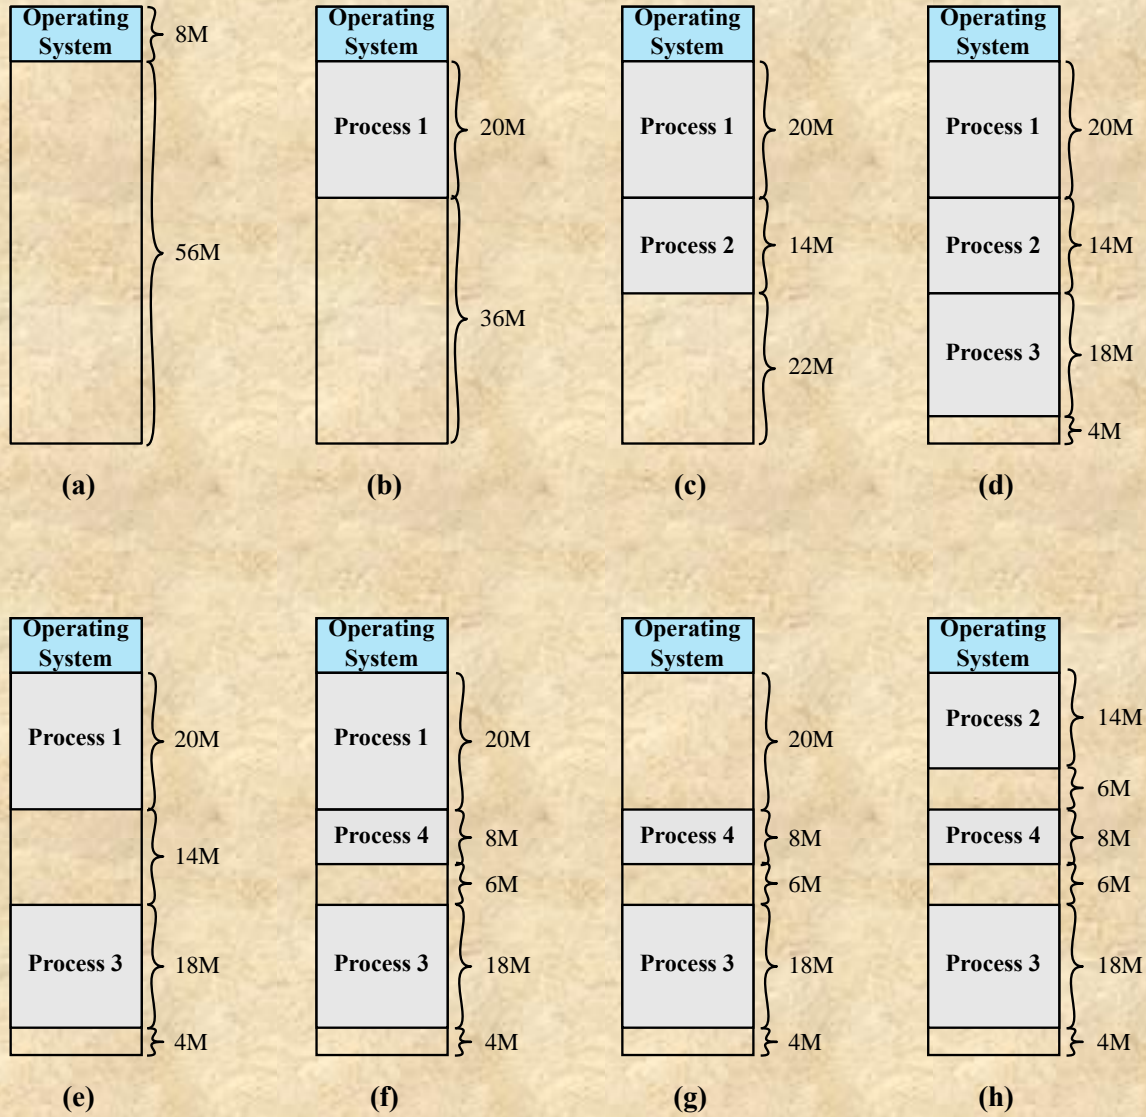 Operating
System
8M
56M
(a)
Operating
System
Process 1
20M
36M
(b)
Operating
System
Process 1
20M
Process 2
14M
22M
(c)
Operating
System
Process 1
20M
Process 2
14M
Process 3
18M
4M
(d)
Operating
System
Process 1
20M
14M
Process 3
18M
4M
(e)
Operating
System
Process 1
20M
Process 4
8M
6M
Process 3
18M
4M
(f)
Operating
System
20M
Process 4
8M
6M
Process 3
18M
4M
(g)
Operating
System
Process 2
14M
6M
Process 4
8M
6M
Process 3
18M
4M
(h)